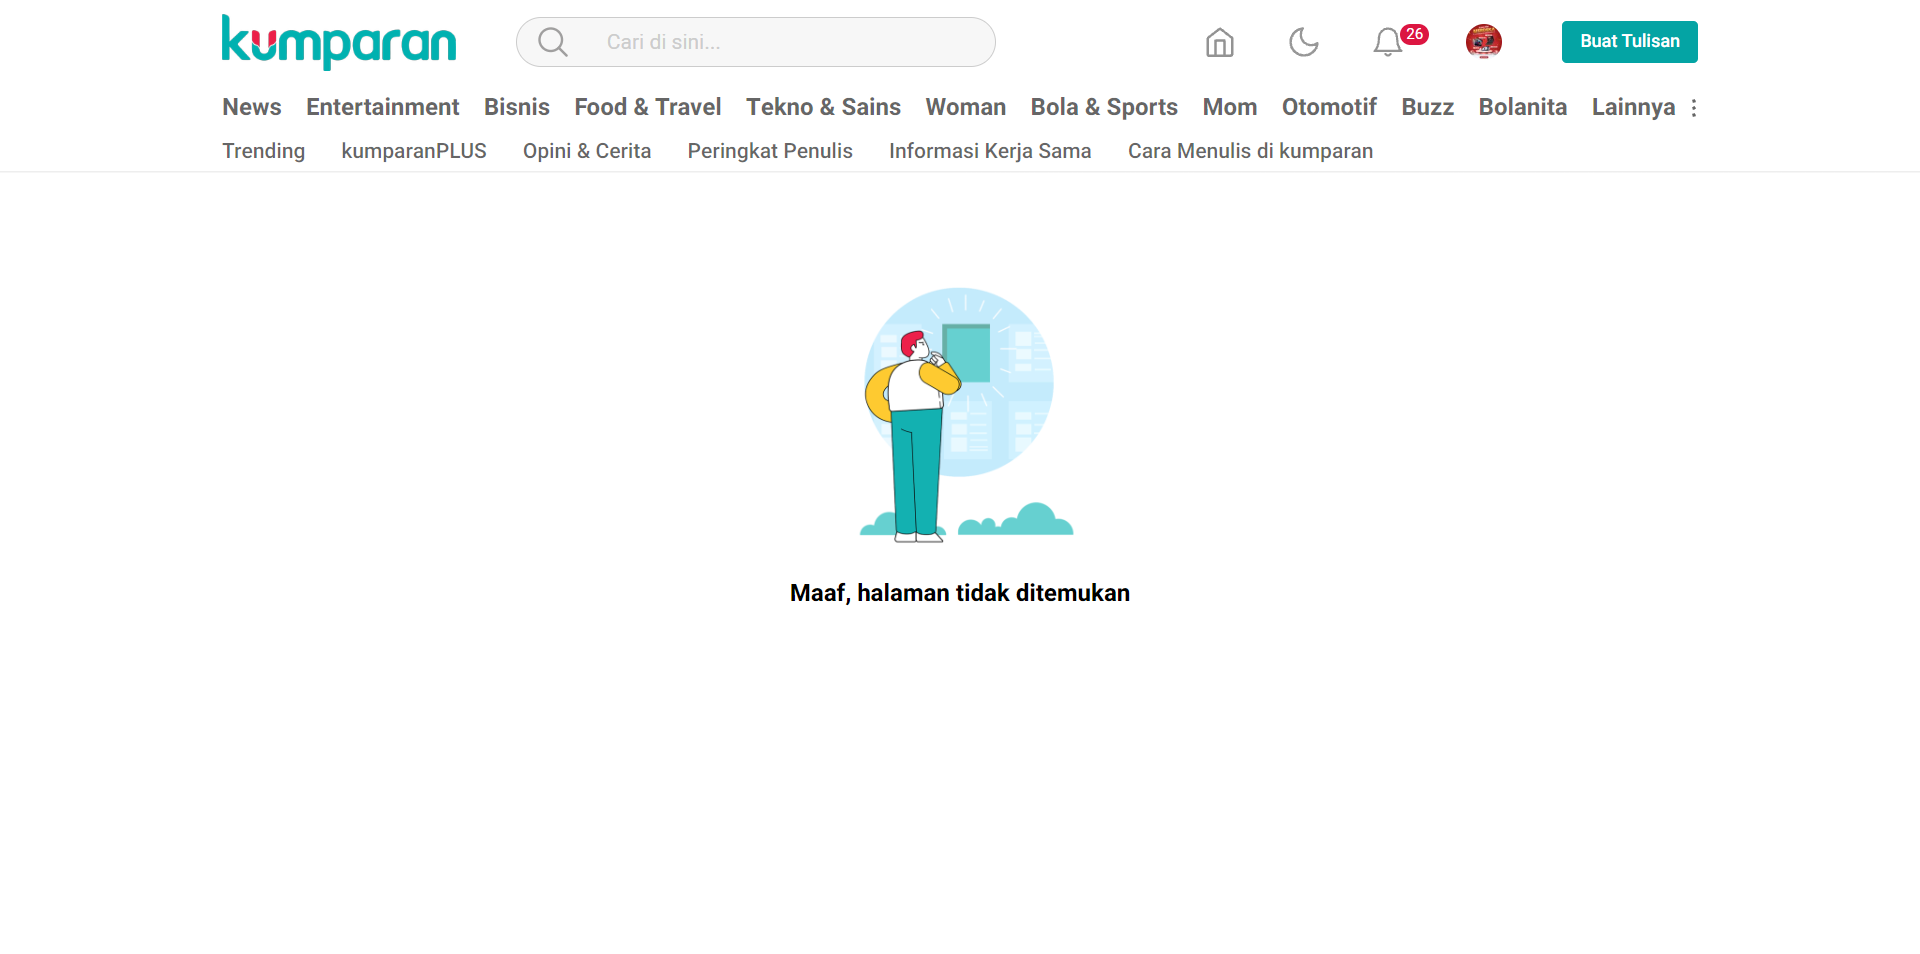 kumparan
Cari di sini...
26
Buat Tulisan
News Entertainment Bisnis Food & Travel Tekno & Sains Woman Bola & Sports Mom Otomotif Buzz Bolanita Lainnya
Trending kumparanPLUS Opini & Cerita Peringkat Penulis Informasi Kerja Sama Cara Menulis di kumparan
Maaf, halaman tidak ditemukan